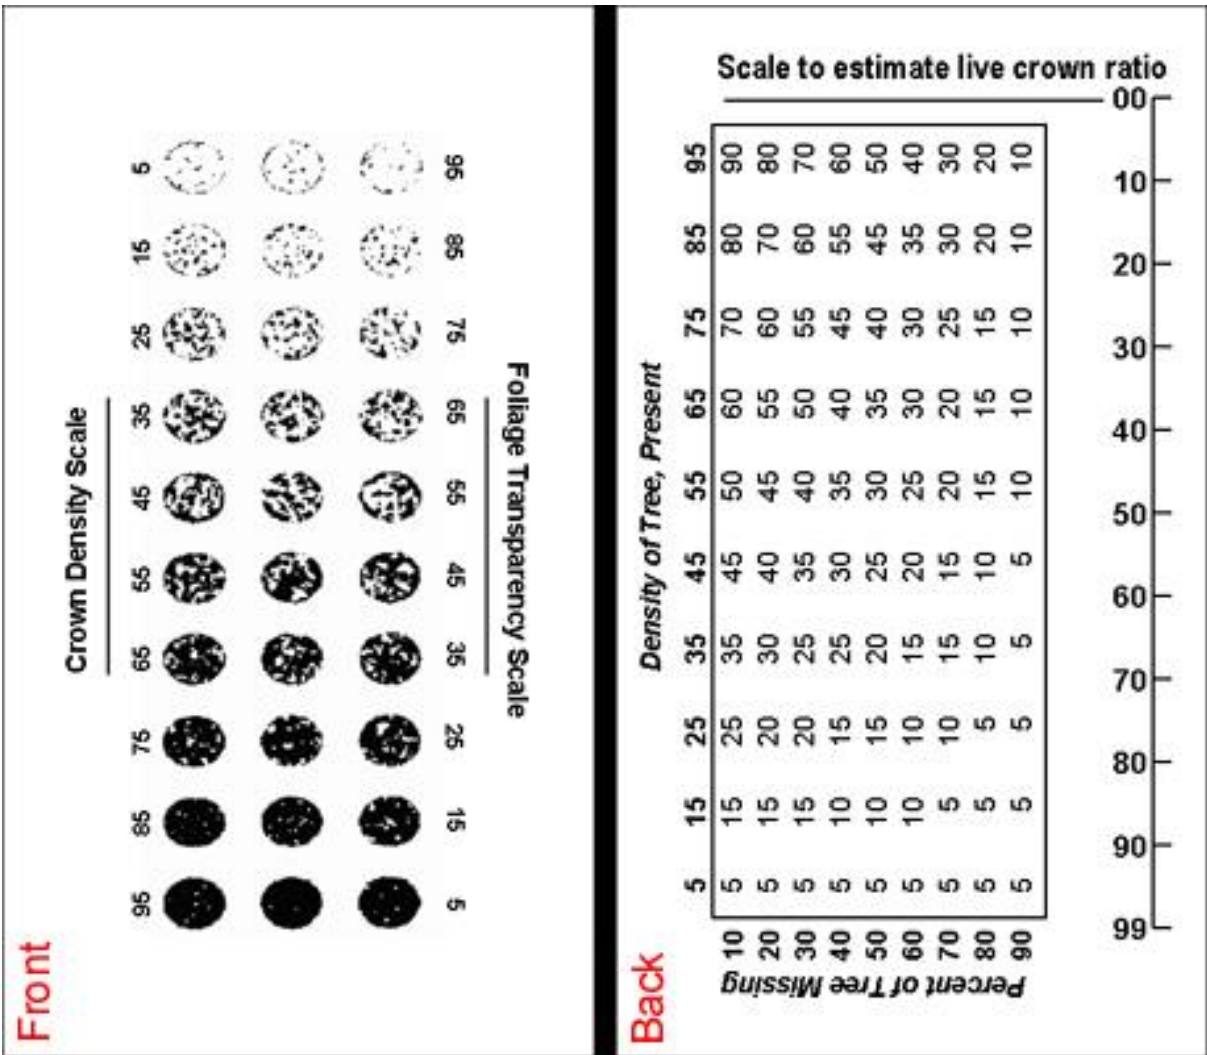 Front
Crown Density Scale
5 15 25 35 45 55 65 75 85 95
95 85 75 65 55 45 35 25 15 5
Foliage Transparency Scale
Back
Scale to estimate live crown ratio
00
10
20
30
40
50
60
70
80
90
99
Density of Tree, Present
5 15 25 35 45 55 65 75 85 95
10 5 15 25 35 45 50 60 70 80 90
20 5 15 20 30 40 45 55 60 70 80
30 5 15 20 25 35 40 50 55 60 70
40 5 10 15 25 30 35 40 45 55 60
50 5 10 15 20 25 30 35 40 45 50
60 5 10 10 15 20 25 30 30 35 40
70 5 5 10 15 15 20 20 25 30 30
80 5 5 5 10 10 15 15 15 20 20
90 5 5 5 5 5 10 10 10 10 10
Percent of Tree Missing